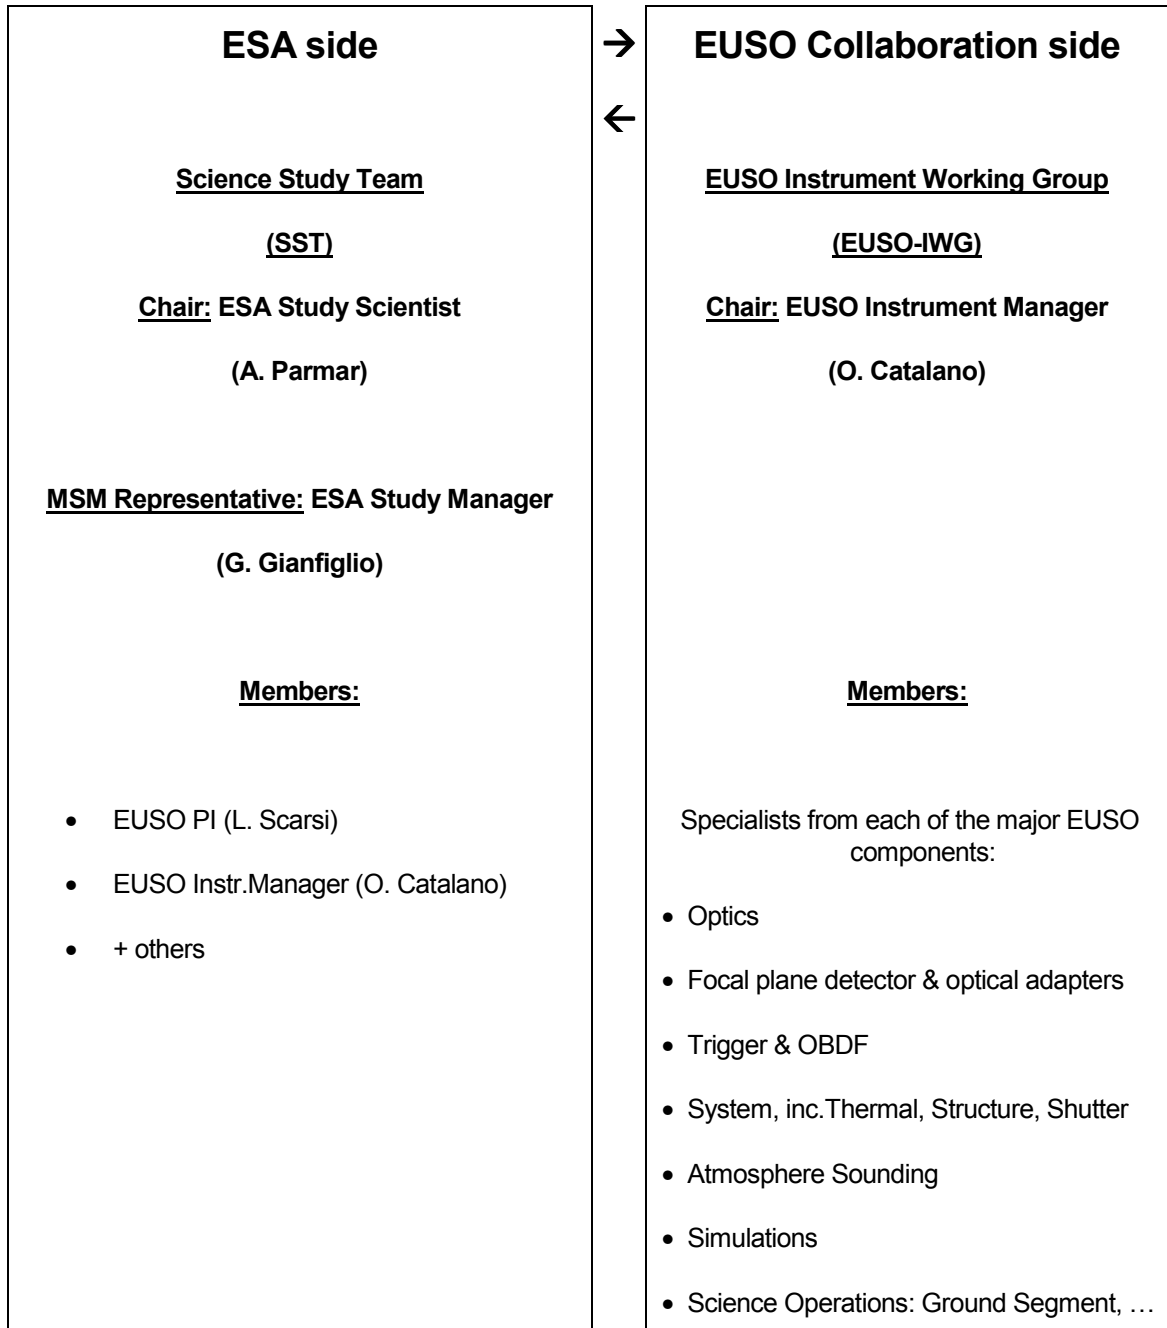 ESA side
Science Study Team
(SST)
Chair: ESA Study Scientist
(A. Parmar)
MSM Representative: ESA Study Manager
(G. Gianfiglio)
Members:
• EUSO PI (L. Scarsi)
• EUSO Instr.Manager (O. Catalano)
• + others
→
←
EUSO Collaboration side
EUSO Instrument Working Group
(EUSO-IWG)
Chair: EUSO Instrument Manager
(O. Catalano)
Members:
Specialists from each of the major EUSO
components:
• Optics
• Focal plane detector & optical adapters
• Trigger & OBDF
• System, inc.Thermal, Structure, Shutter
• Atmosphere Sounding
• Simulations
• Science Operations: Ground Segment, …